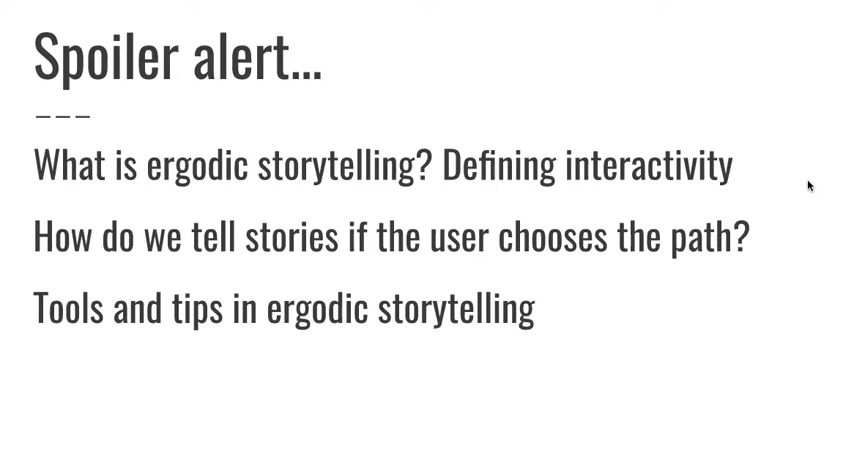 Spoiler alert...
What is ergodic storytelling? Defining interactivity
How do we tell stories if the user chooses the path?
Tools and tips in ergodic storytelling